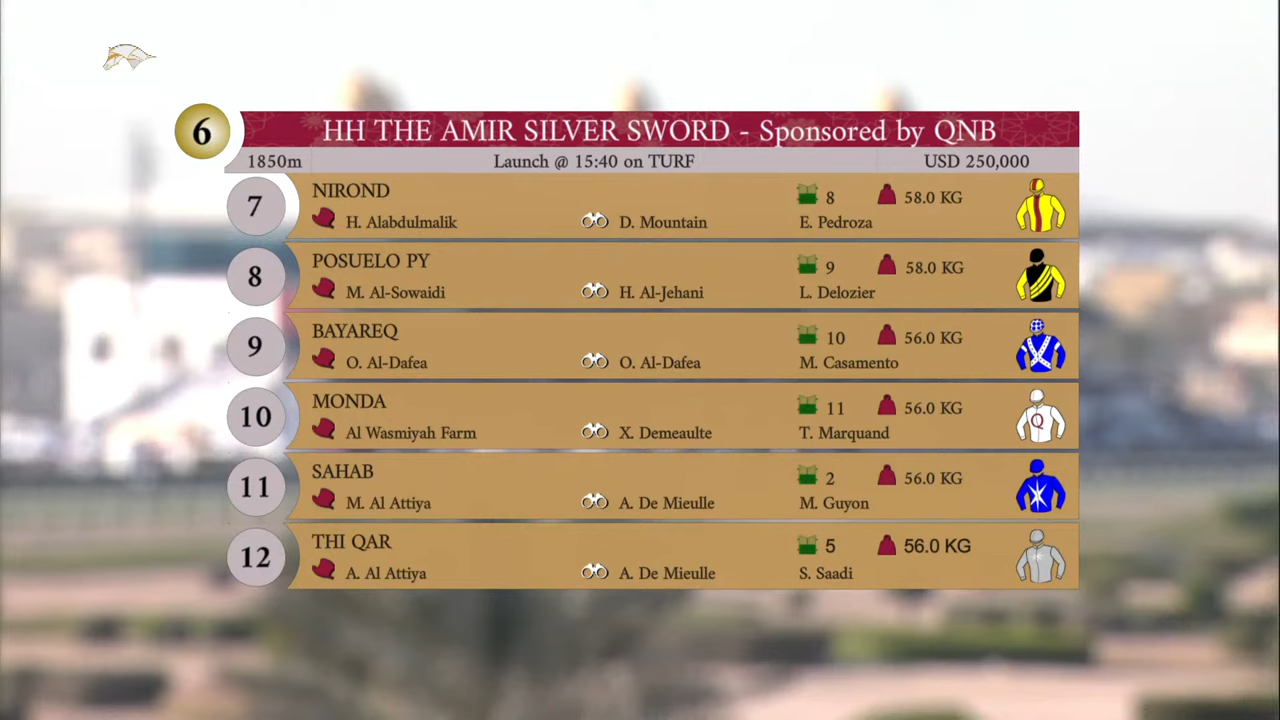 6 HH THE AMIR SILVER SWORD - Sponsored by QNB
1850m Launch @ 15:40 on TURF USD 250,000
7 NIROND 8 58.0 KG
H. Alabdulmalik D. Mountain E. Pedroza
8 POSUELO PY 9 58.0 KG
M. Al-Sowaidi H. Al-Jehani L. Delozier
9 BAYAREQ 10 56.0 KG
O. Al-Dafea O. Al-Dafea M. Casamento
10 MONDA 11 56.0 KG
Al Wasmiyah Farm X. Demeaulte T. Marquand
Q
11 SAHAB 2 56.0 KG
M. Al Attiya A. De Mieulle M. Guyon
12 THI QAR 5 56.0 KG
A. Al Attiya A. De Mieulle S. Saadi